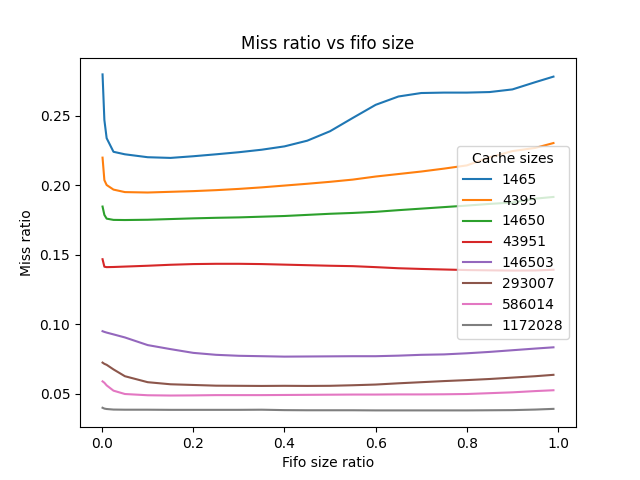 Miss ratio vs fifo size
Miss ratio
0.25
0.20
0.15
0.10
0.05
Cache sizes
1465
4395
14650
43951
146503
293007
586014
1172028
0.0 0.2 0.4 0.6 0.8 1.0
Fifo size ratio